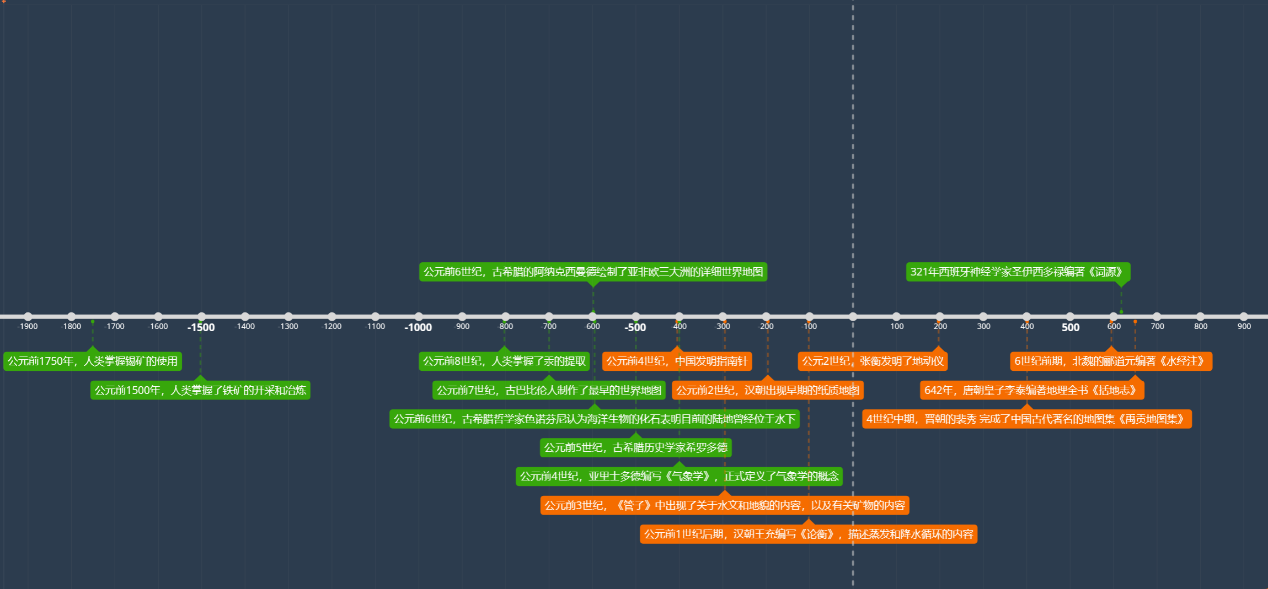 公元前6世纪，古希腊的阿纳克西曼德绘制了亚非欧三大洲的详细世界地图
321年西班牙神经学家圣伊西多禄编著《词源》
-1900 -1800 -1700 -1600 -1500 -1400 -1300 -1200 -1100 -1000 -900 -800 -700 -600 -500 -400 -300 -200 -100 100 200 300 400 500 600 700 800 900
公元前1750年，人类掌握锡矿的使用
公元前8世纪，人类掌握了汞的提取
公元前4世纪，中国发明指南针
公元2世纪，张衡发明了地动仪
6世纪前期，北魏的郦道元编著《水经注》
公元前1500年，人类掌握了铁矿的开采和冶炼
公元前7世纪，古巴比伦人制作了最早的世界地图
公元前2世纪，汉朝出现早期的纸质地图
642年，唐朝皇子李泰编著地理全书《括地志》
公元前6世纪，古希腊哲学家色诺芬尼认为海洋生物的化石表明目前的陆地曾经位于水下
4世纪中期，晋朝的裴秀 完成了中国古代著名的地图集《禹贡地图集》
公元前5世纪，古希腊历史学家希罗多德
公元前4世纪，亚里士多德编写《气象学》，正式定义了气象学的概念
公元前3世纪，《管子》中出现了关于水文和地貌的内容，以及有关矿物的内容
公元前1世纪后期，汉朝王充编写《论衡》，描述蒸发和降水循环的内容